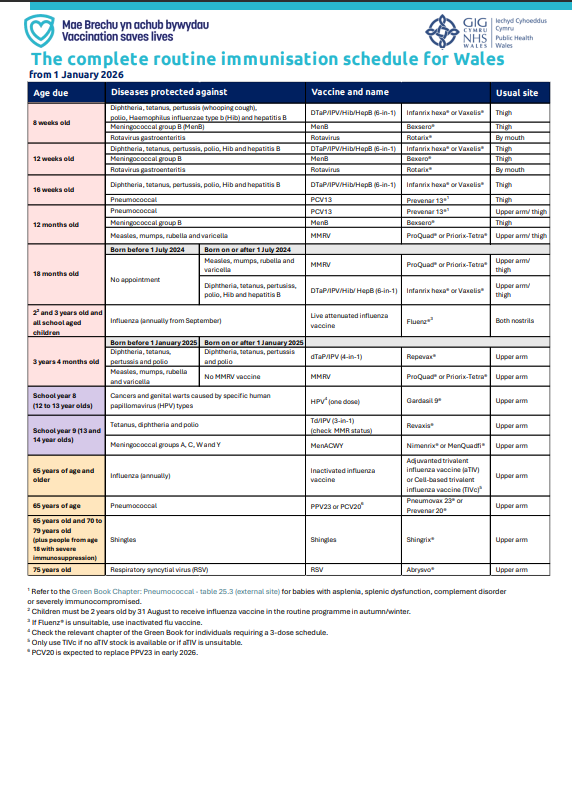 Mae Brechu yn achub bywydau
Vaccination saves lives
GIG
CYMRU
NHS
WALES
Iechyd Cyhoeddus
Cymru
Public Health
Wales
The complete routine immunisation schedule for Wales
from 1 January 2026
Age due Diseases protected against Vaccine and name Usual site
8 weeks old
Diphtheria, tetanus, pertussis (whooping cough),
polio, Haemophilus influenzae type b (Hib) and hepatitis B DTaP/IPV/Hib/HepB (6-in-1) Infanrix hexa® or Vaxelis® Thigh
Meningococcal group B (MenB) MenB Bexsero® Thigh
Rotavirus gastroenteritis Rotavirus Rotarix® By mouth
12 weeks old
Diphtheria, tetanus, pertussis, polio, Hib and hepatitis B DTaP/IPV/Hib/HepB (6-in-1) Infanrix hexa® or Vaxelis® Thigh
Meningococcal group B MenB Bexero® Thigh
Rotavirus gastroenteritis Rotavirus Rotarix® By mouth
16 weeks old
Diphtheria, tetanus, pertussis, polio, Hib and hepatitis B DTaP/IPV/Hib/HepB (6-in-1) Infanrix hexa® or Vaxelis® Thigh
Pneumococcal PCV13 Prevenar 13®¹ Thigh
12 months old
Pneumococcal PCV13 Prevenar 13®¹ Upper arm/ thigh
Meningococcal group B MenB Bexsero® Thigh
Measles, mumps, rubella and varicella MMRV ProQuad® or Priorix-Tetra® Upper arm/ thigh
18 months old
Born before 1 July 2024 Born on or after 1 July 2024
No appointment
Measles, mumps, rubella and
varicella MMRV ProQuad® or Priorix-Tetra® Upper arm/
thigh
Diphtheria, tetanus, pertusiss,
polio, Hib and hepatitis B DTaP/IPV/Hib/ HepB (6-in-1) Infanrix hexa® or Vaxelis® Upper arm/
thigh
2² and 3 years old and
all school aged
children
Influenza (annually from September) Live attenuated influenza
vaccine Fluenz®³ Both nostrils
3 years 4 months old
Born before 1 January 2025 Born on or after 1 January 2025
Diphtheria, tetanus,
pertussis and polio
Diphtheria, tetanus, pertussis
and polio dTaP/IPV (4-in-1) Repevax® Upper arm
Measles, mumps, rubella
and varicella
No MMRV vaccine MMRV ProQuad® or Priorix-Tetra® Upper arm
School year 8
(12 to 13 year olds)
Cancers and genital warts caused by specific human
papillomavirus (HPV) types HPV⁴ (one dose) Gardasil 9® Upper arm
School year 9 (13 and
14 year olds)
Tetanus, diphtheria and polio Td/IPV (3-in-1)
(check MMR status) Revaxis® Upper arm
Meningococcal groups A, C, W and Y MenACWY Nimenrix® or MenQuadfi® Upper arm
65 years of age and
older
Influenza (annually) Inactivated influenza
vaccine
Adjuvanted trivalent
influenza vaccine (aTIV)
or Cell-based trivalent
influenza vaccine (TIVc)⁵
Upper arm
65 years of age Pneumococcal PPV23 or PCV20⁶ Pneumovax 23® or
Prevenar 20® Upper arm
65 years old and 70 to
79 years old
(plus people from age
18 with severe
immunosuppression)
Shingles Shingles Shingrix® Upper arm
75 years old Respiratory syncytial virus (RSV) RSV Abrysvo® Upper arm
¹ Refer to the Green Book Chapter: Pneumococcal - table 25.3 (external site) for babies with asplenia, splenic dysfunction, complement disorder
or severely immunocompromised.
² Children must be 2 years old by 31 August to receive influenza vaccine in the routine programme in autumn/winter.
³ If Fluenz® is unsuitable, use inactivated flu vaccine.
⁴ Check the relevant chapter of the Green Book for individuals requiring a 3-dose schedule.
⁵ Only use TIVc if no aTIV stock is available or if aTIV is unsuitable.
⁶ PCV20 is expected to replace PPV23 in early 2026.